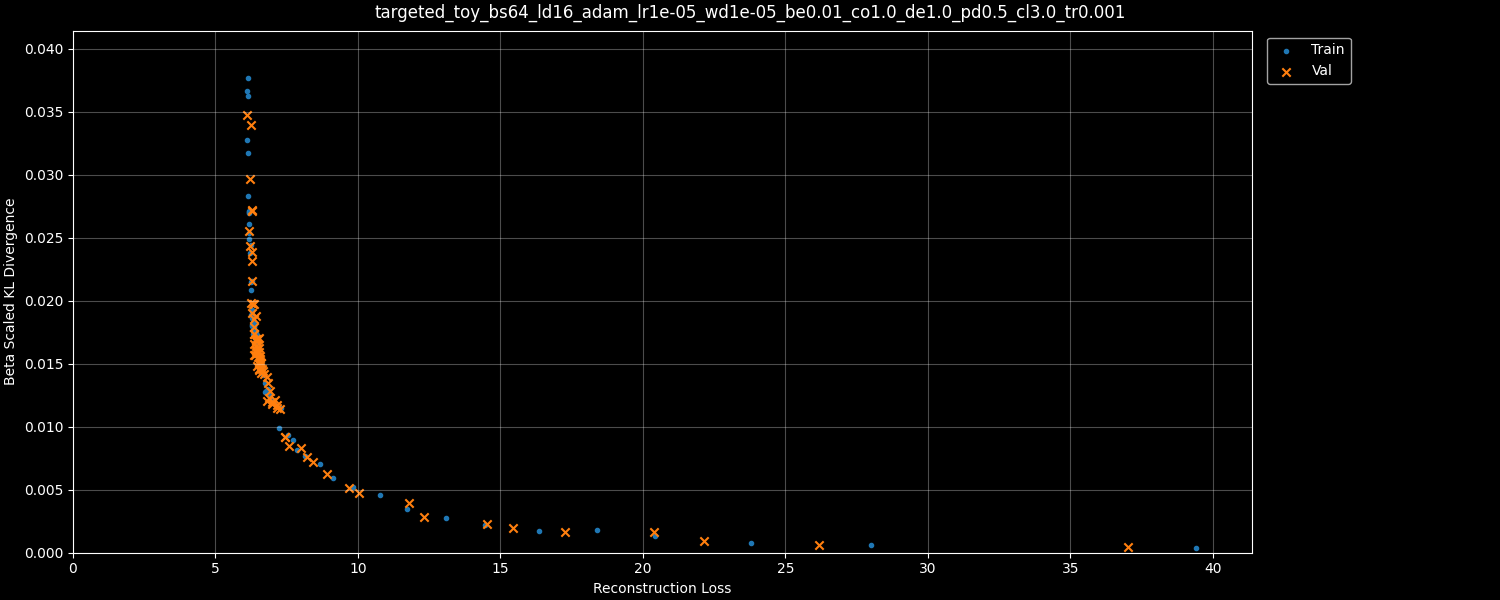 targeted_toy_bs64_ld16_adam_lr1e-05_wd1e-05_be0.01_co1.0_de1.0_pd0.5_cl3.0_tr0.001
Train
Val
Beta Scaled KL Divergence
0.040
0.035
0.030
0.025
0.020
0.015
0.010
0.005
0.000
0 5 10 15 20 25 30 35 40
Reconstruction Loss